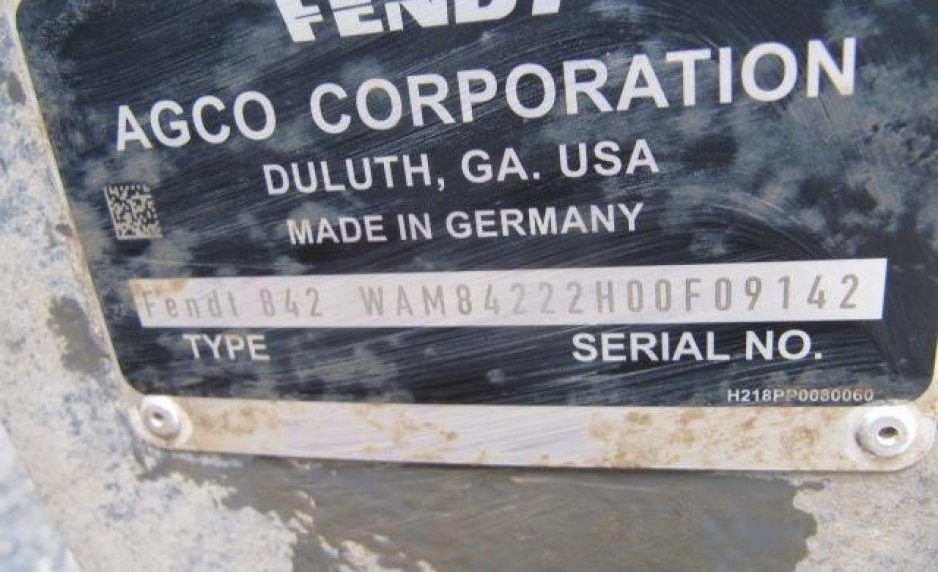 FENDT
AGCO CORPORATION
DULUTH, GA. USA
MADE IN GERMANY
Fendt 842 WAM84222H00F09142
TYPE SERIAL NO.
H218PP0080060